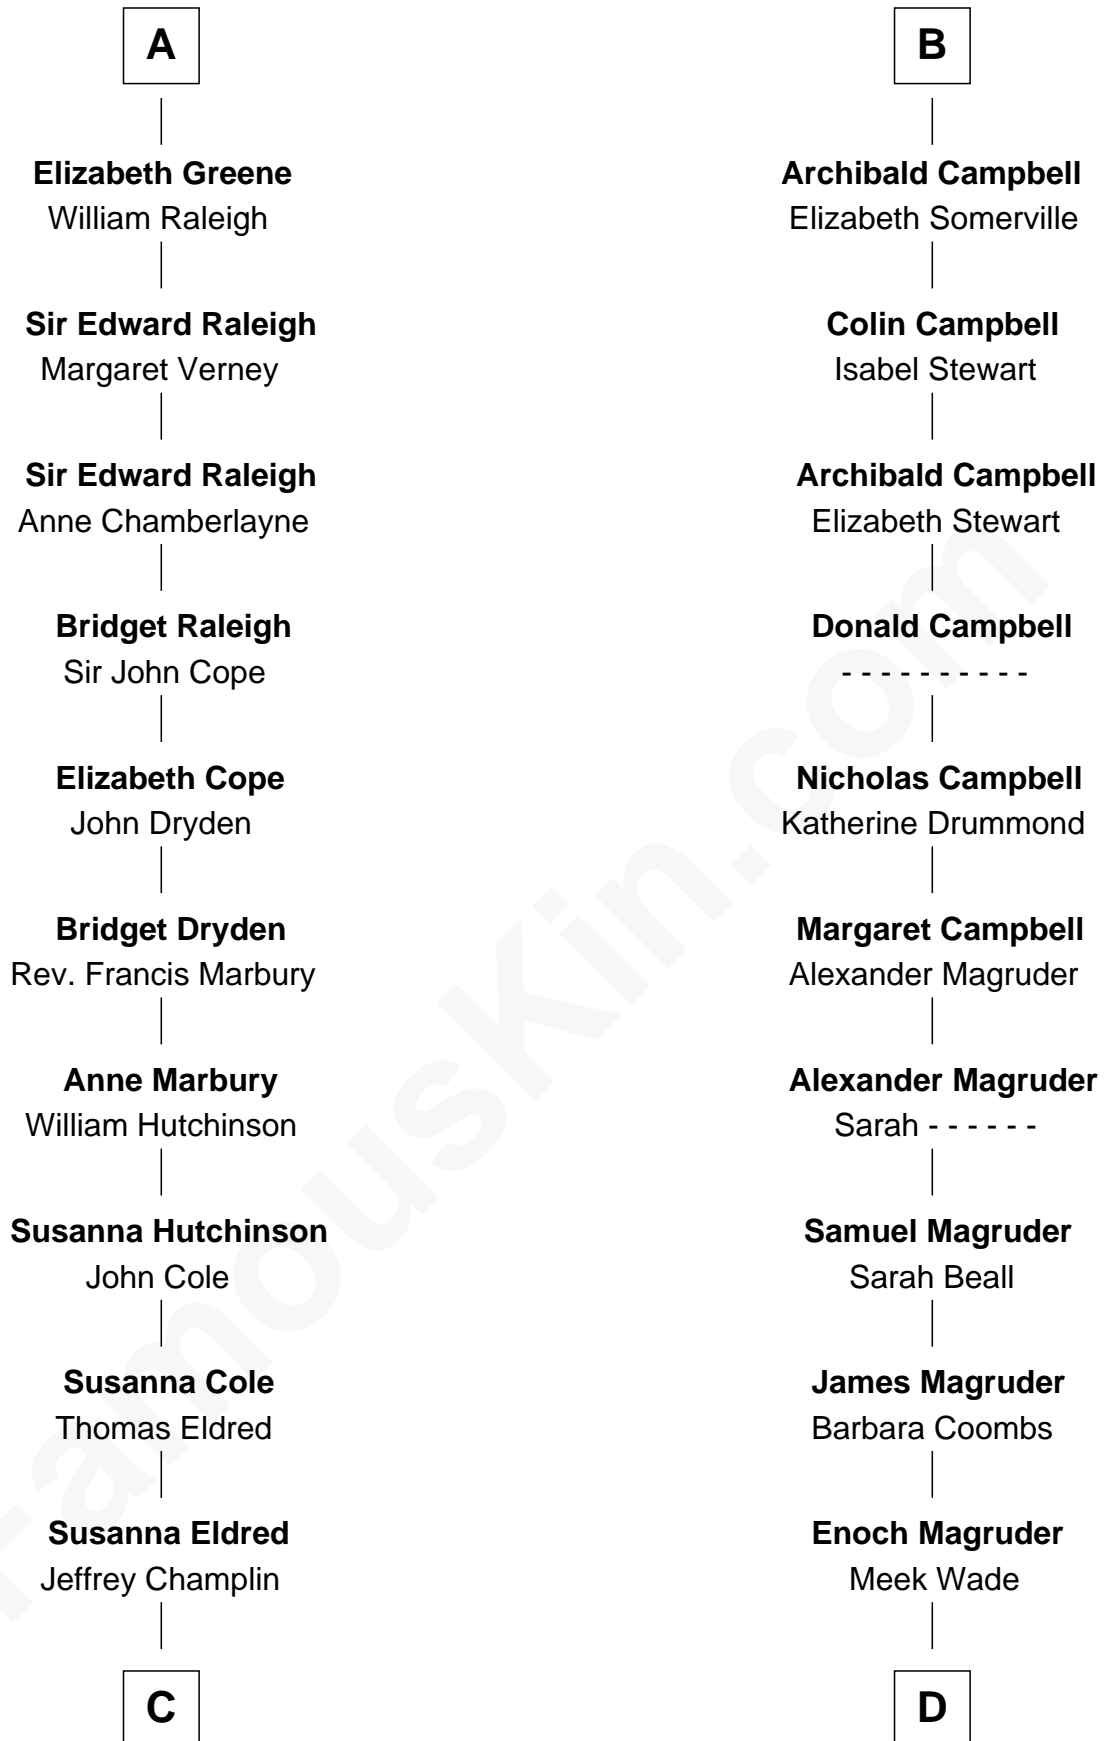 A
Elizabeth Greene
William Raleigh
Sir Edward Raleigh
Margaret Verney
Sir Edward Raleigh
Anne Chamberlayne
Bridget Raleigh
Sir John Cope
Elizabeth Cope
John Dryden
Bridget Dryden
Rev. Francis Marbury
Anne Marbury
William Hutchinson
Susanna Hutchinson
John Cole
Susanna Cole
Thomas Eldred
Susanna Eldred
Jeffrey Champlin
C
B
Archibald Campbell
Elizabeth Somerville
Colin Campbell
Isabel Stewart
Archibald Campbell
Elizabeth Stewart
Donald Campbell
- - - - - - - - - -
Nicholas Campbell
Katherine Drummond
Margaret Campbell
Alexander Magruder
Alexander Magruder
Sarah - - - - - -
Samuel Magruder
Sarah Beall
James Magruder
Barbara Coombs
Enoch Magruder
Meek Wade
D
FamousKin.com